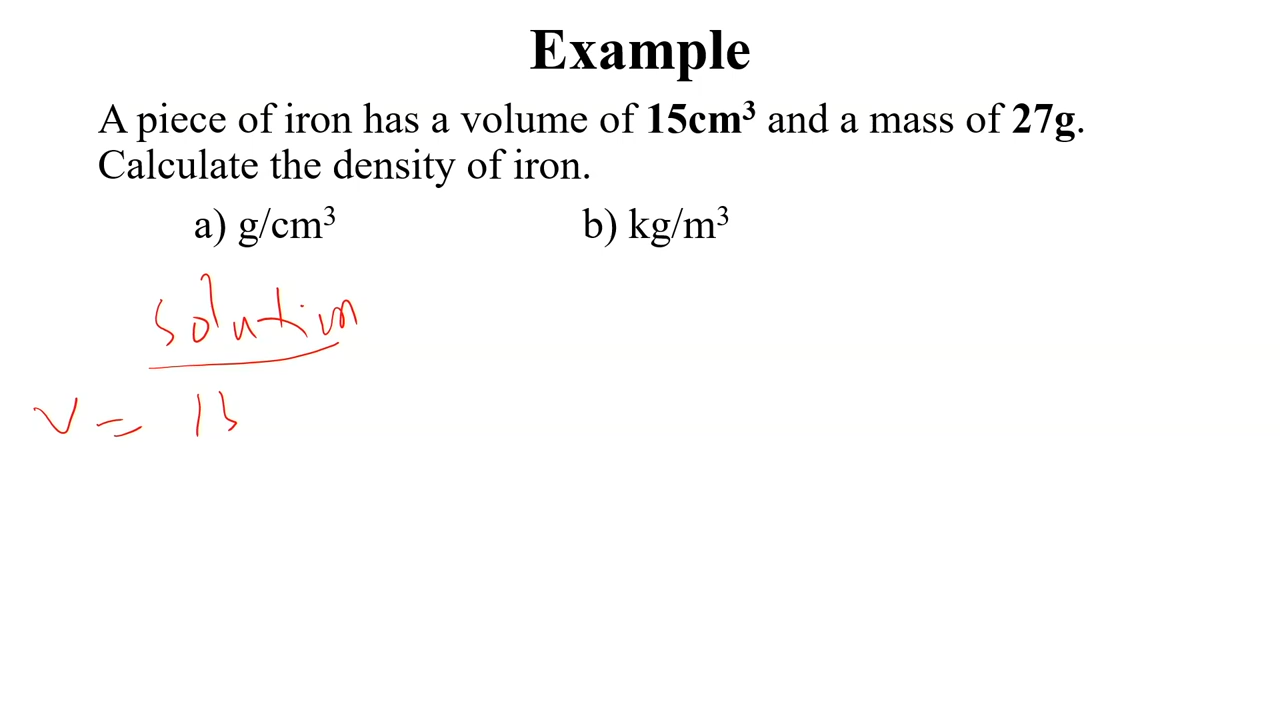 Example
A piece of iron has a volume of 15cm³ and a mass of 27g.
Calculate the density of iron.
a) g/cm³ b) kg/m³
solution
V = 15